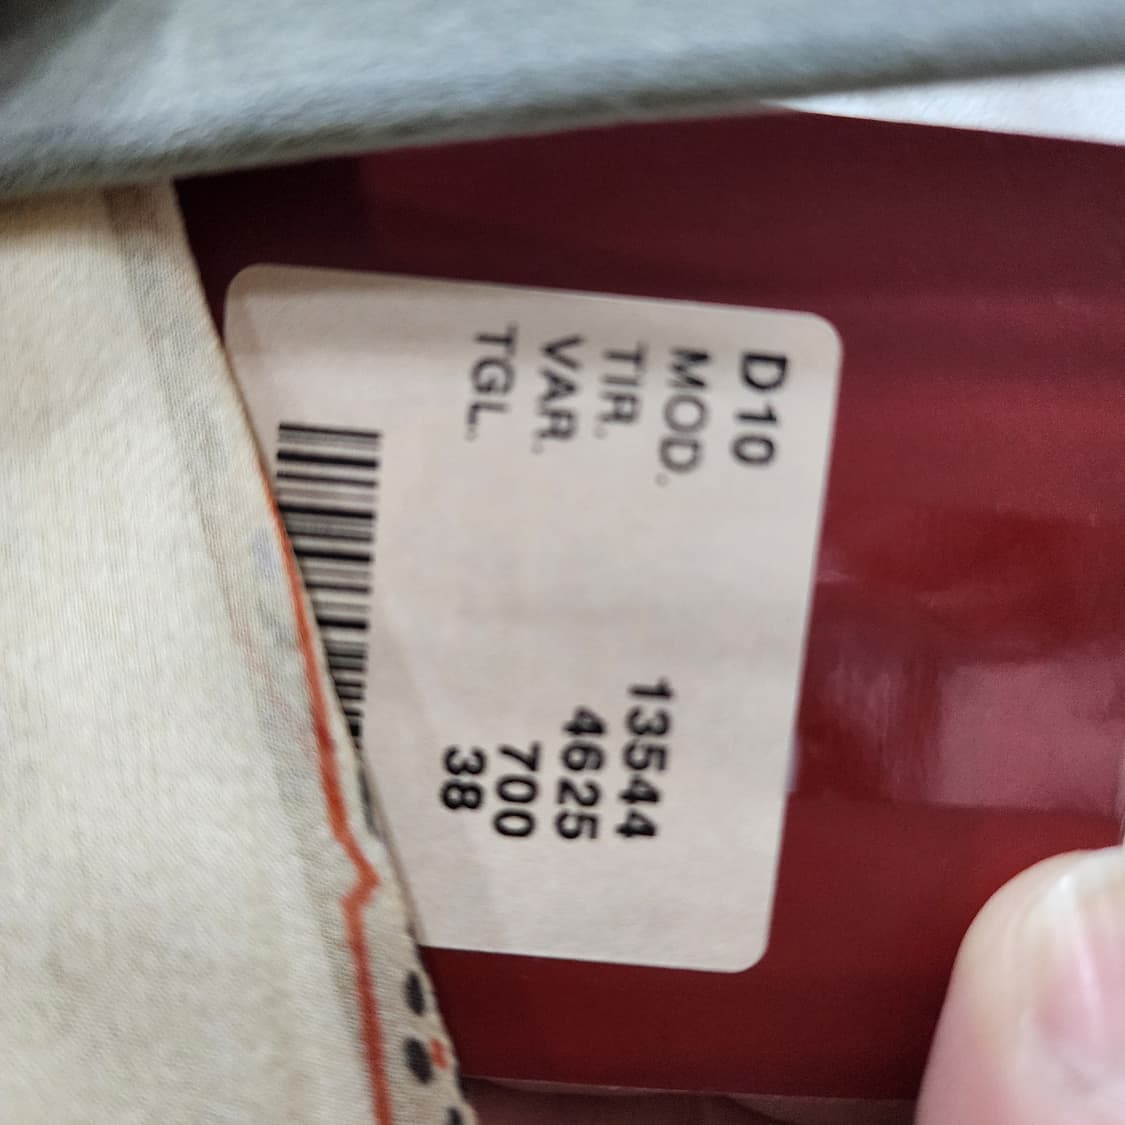 D10
MOD. 13544
TIR. 4625
VAR. 700
TGL. 38